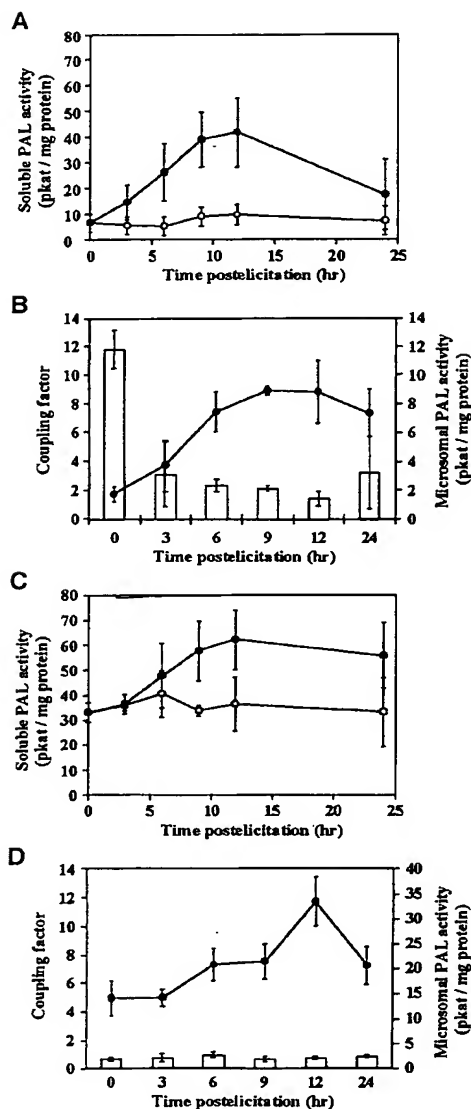 A
80
70
60
50
40
30
20
10
0
Soluble PAL activity
(pkat / mg protein)
0 5 10 15 20 25
Time postelicitation (hr)
B
14
12
10
8
6
4
2
0
Coupling factor
14
12
10
8
6
4
2
0
Microsomal PAL activity
(pkat / mg protein)
0 3 6 9 12 24
Time postelicitation (hr)
C
80
70
60
50
40
30
20
10
0
Soluble PAL activity
(pkat / mg protein)
0 5 10 15 20 25
Time postelicitation (hr)
D
14
12
10
8
6
4
2
0
Coupling factor
40
35
30
25
20
15
10
5
0
Microsomal PAL activity
(pkat / mg protein)
0 3 6 9 12 24
Time postelicitation (hr)